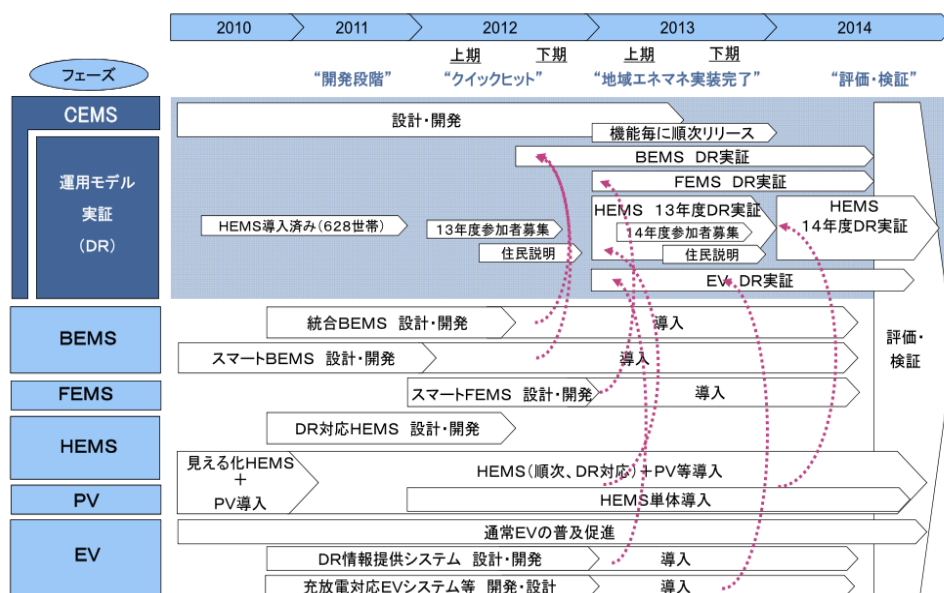 2010 2011 2012 2013 2014
上期 下期 上期 下期
フェーズ
“開発段階” “クイックヒット” “地域エネマネ実装完了” “評価・検証”
CEMS
設計・開発
機能毎に順次リリース
運用モデル
実証
(DR)
BEMS DR実証
FEMS DR実証
HEMS導入済み(628世帯)
13年度参加者募集
住民説明
HEMS 13年度DR実証
14年度参加者募集
住民説明
HEMS
14年度DR実証
EV DR実証
評価・
検証
BEMS
統合BEMS 設計・開発
導入
スマートBEMS 設計・開発
導入
FEMS
スマートFEMS 設計・開発
導入
HEMS
DR対応HEMS 設計・開発
見える化HEMS
+
PV導入
HEMS(順次、DR対応)+PV等導入
PV
HEMS単体導入
EV
通常EVの普及促進
DR情報提供システム 設計・開発
導入
充放電対応EVシステム等 開発・設計
導入